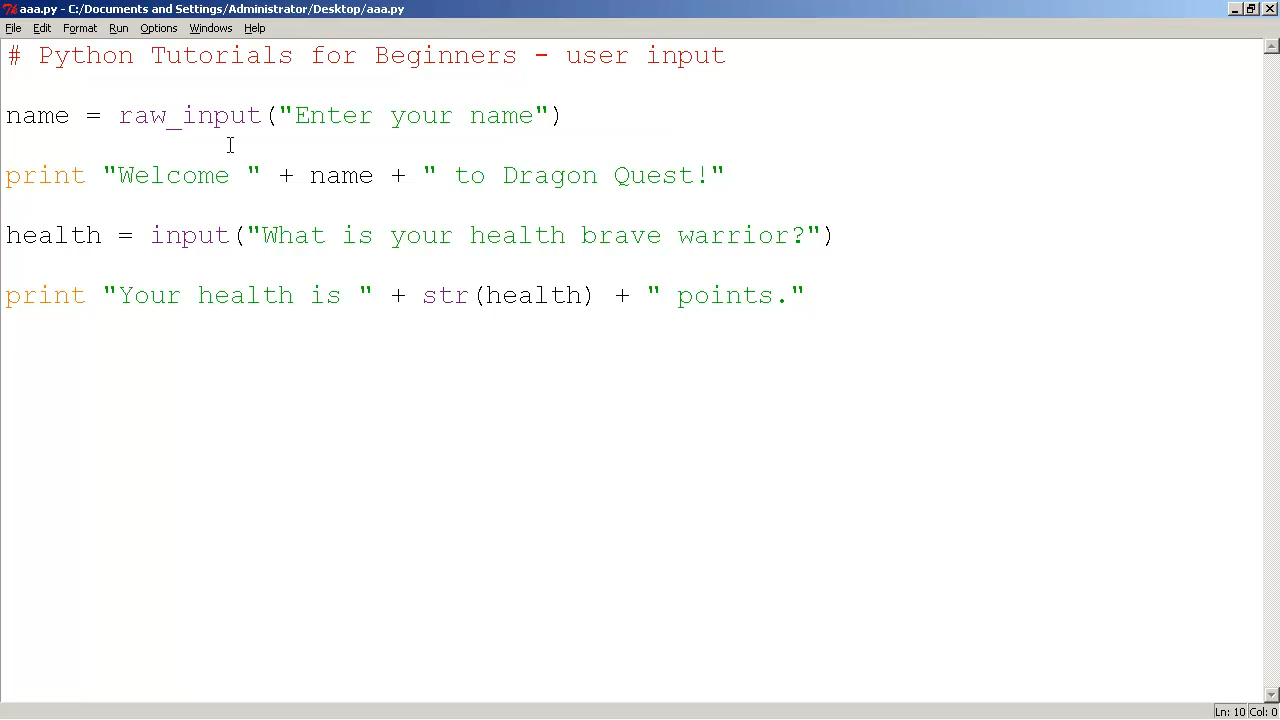 aaa.py - C:/Documents and Settings/Administrator/Desktop/aaa.py
File Edit Format Run Options Windows Help
# Python Tutorials for Beginners - user input
name = raw_input("Enter your name")
print "Welcome " + name + " to Dragon Quest!"
health = input("What is your health brave warrior?")
print "Your health is " + str(health) + " points."
Ln: 10 Col: 0